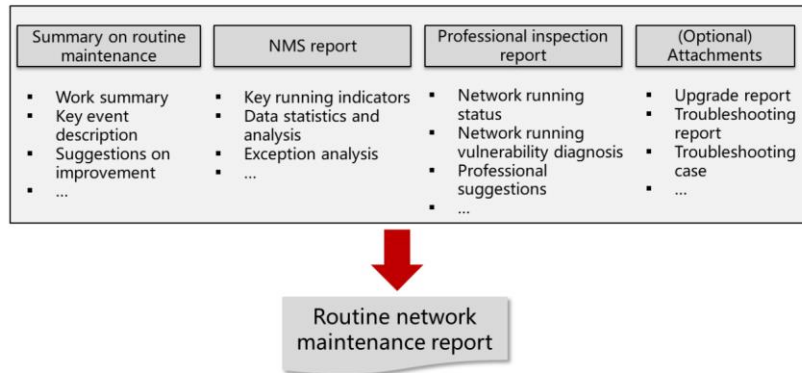 Summary on routine
maintenance
▪ Work summary
▪ Key event
description
▪ Suggestions on
improvement
▪ ...
NMS report
▪ Key running indicators
▪ Data statistics and
analysis
▪ Exception analysis
▪ ...
Professional inspection
report
▪ Network running
status
▪ Network running
vulnerability diagnosis
▪ Professional
suggestions
▪ ...
(Optional)
Attachments
▪ Upgrade report
▪ Troubleshooting
report
▪ Troubleshooting
case
▪ ...
Routine network
maintenance report